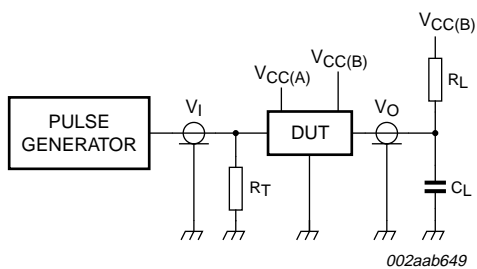 VCC(B)
VCC(A)
VCC(B)
RL
VI
VO
PULSE
GENERATOR
DUT
RT
CL
002aab649